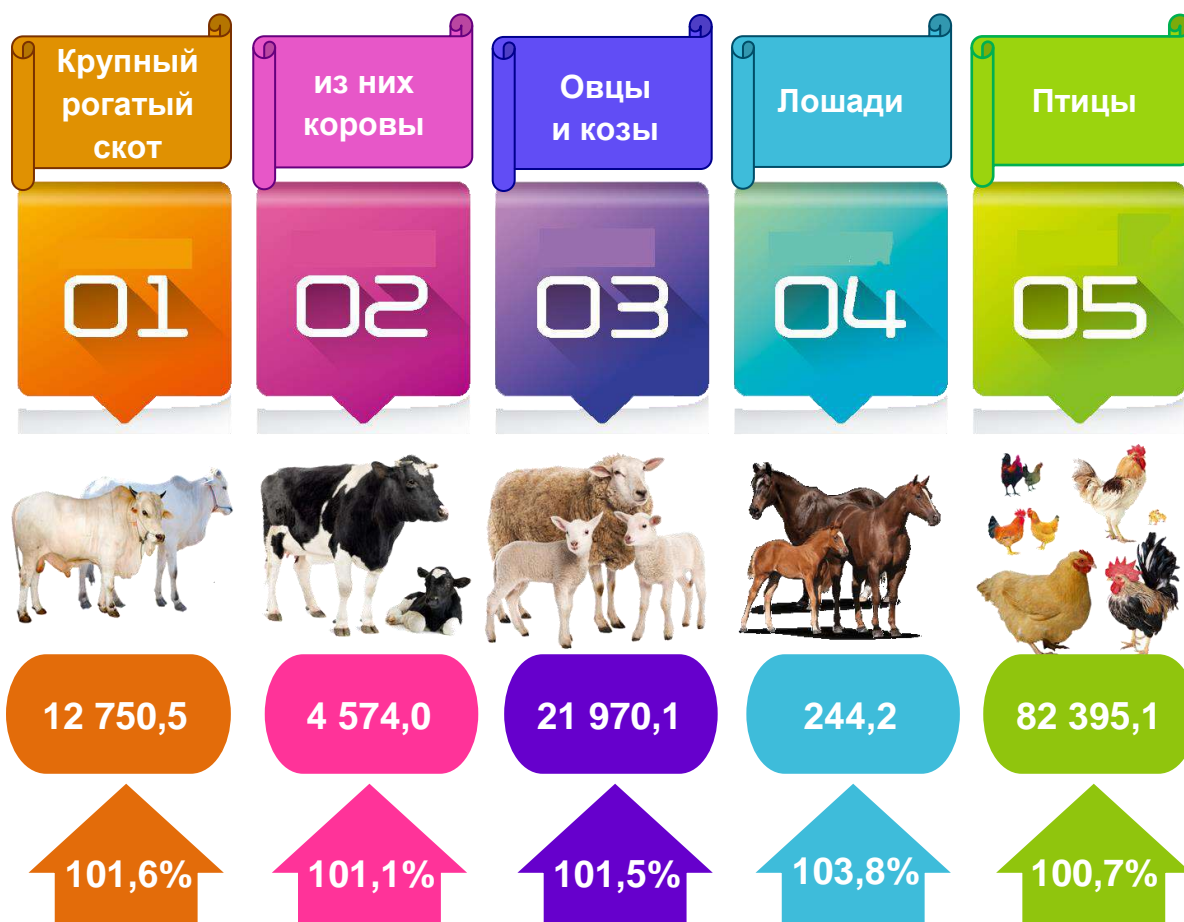 Крупный
рогатый
скот
из них
коровы
Овцы
и козы
Лошади
Птицы
01
02
03
04
05
12 750,5
4 574,0
21 970,1
244,2
82 395,1
101,6%
101,1%
101,5%
103,8%
100,7%